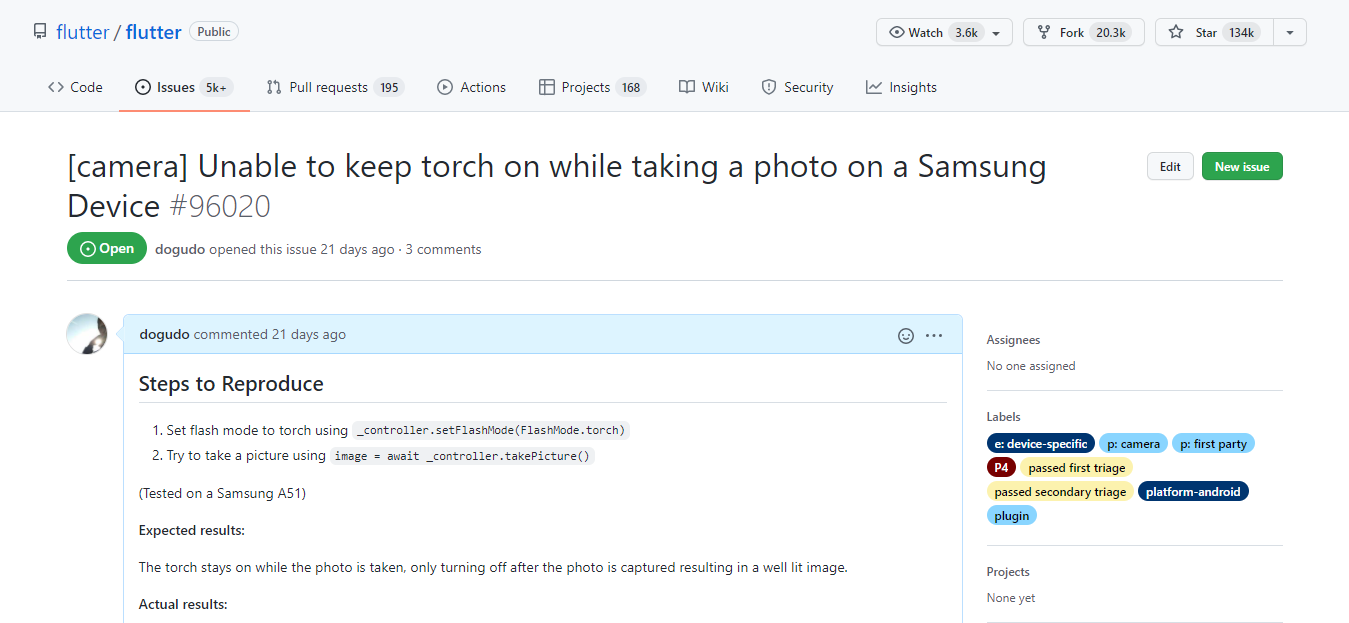 flutter / flutter Public
Watch 3.6k
Fork 20.3k
Star 134k
Code
Issues 5k+
Pull requests 195
Actions
Projects 168
Wiki
Security
Insights
[camera] Unable to keep torch on while taking a photo on a Samsung
Device #96020
Edit
New issue
Open
dogudo opened this issue 21 days ago · 3 comments
dogudo commented 21 days ago
Steps to Reproduce
1. Set flash mode to torch using _controller.setFlashMode(FlashMode.torch)
2. Try to take a picture using image = await _controller.takePicture()
(Tested on a Samsung A51)
Expected results:
The torch stays on while the photo is taken, only turning off after the photo is captured resulting in a well lit image.
Actual results:
Assignees
No one assigned
Labels
e: device-specific p: camera p: first party
P4 passed first triage
passed secondary triage platform-android
plugin
Projects
None yet